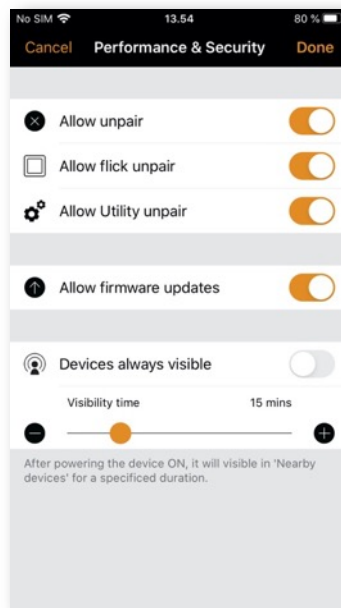 No SIM 13.54 80 %
Cancel Performance & Security Done
Allow unpair
Allow flick unpair
Allow Utility unpair
Allow firmware updates
Devices always visible
Visibility time 15 mins
After powering the device ON, it will visible in 'Nearby
devices' for a specificed duration.